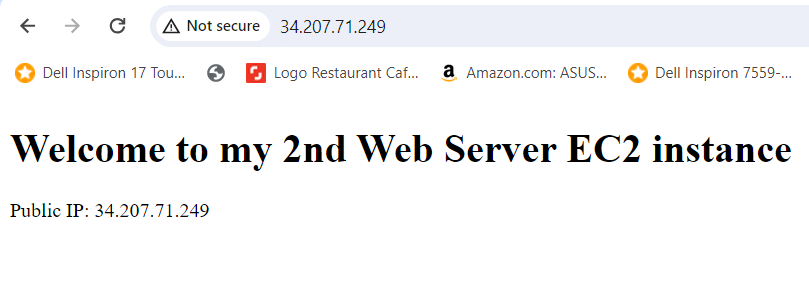 Not secure 34.207.71.249
Dell Inspiron 17 Tou... Logo Restaurant Caf... a Amazon.com: ASUS... Dell Inspiron 7559-...
Welcome to my 2nd Web Server EC2 instance
Public IP: 34.207.71.249